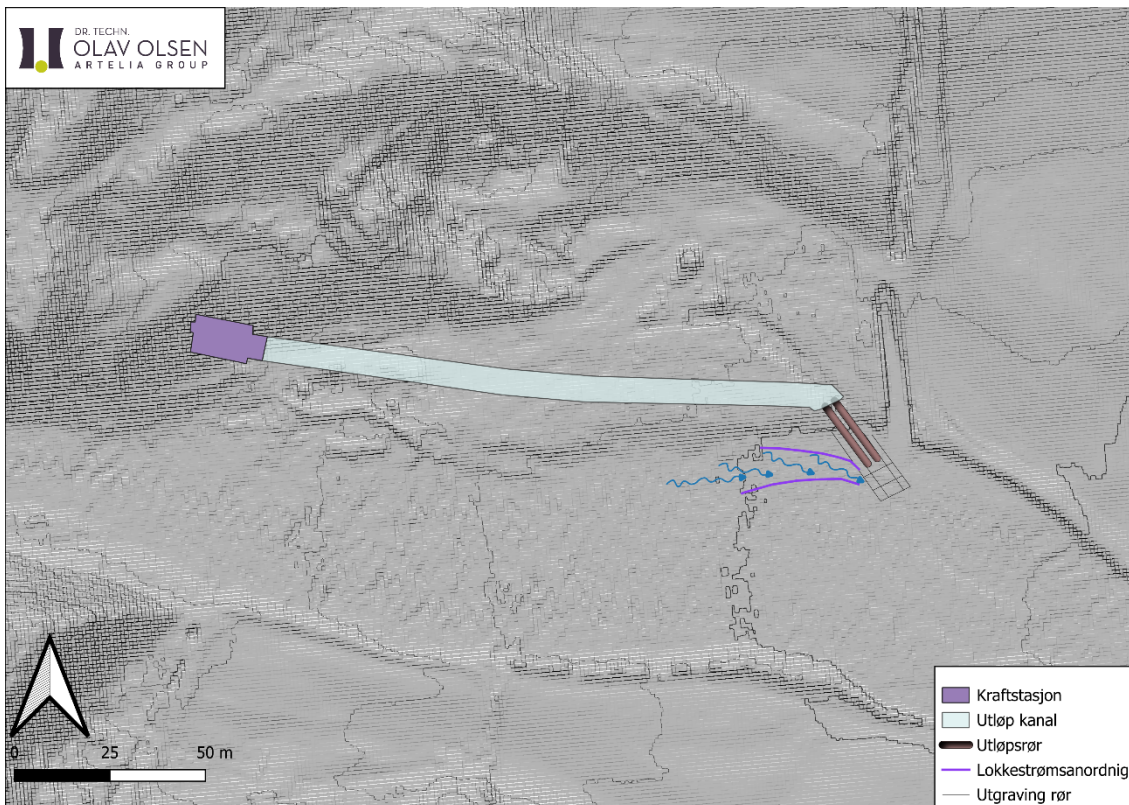 DR. TECHN.
OLAV OLSEN
ARTELIA GROUP
Kraftstasjon
Utløp kanal
Utløpsrør
Lokkestrømsanordnig
Utgraving rør
0 25 50 m